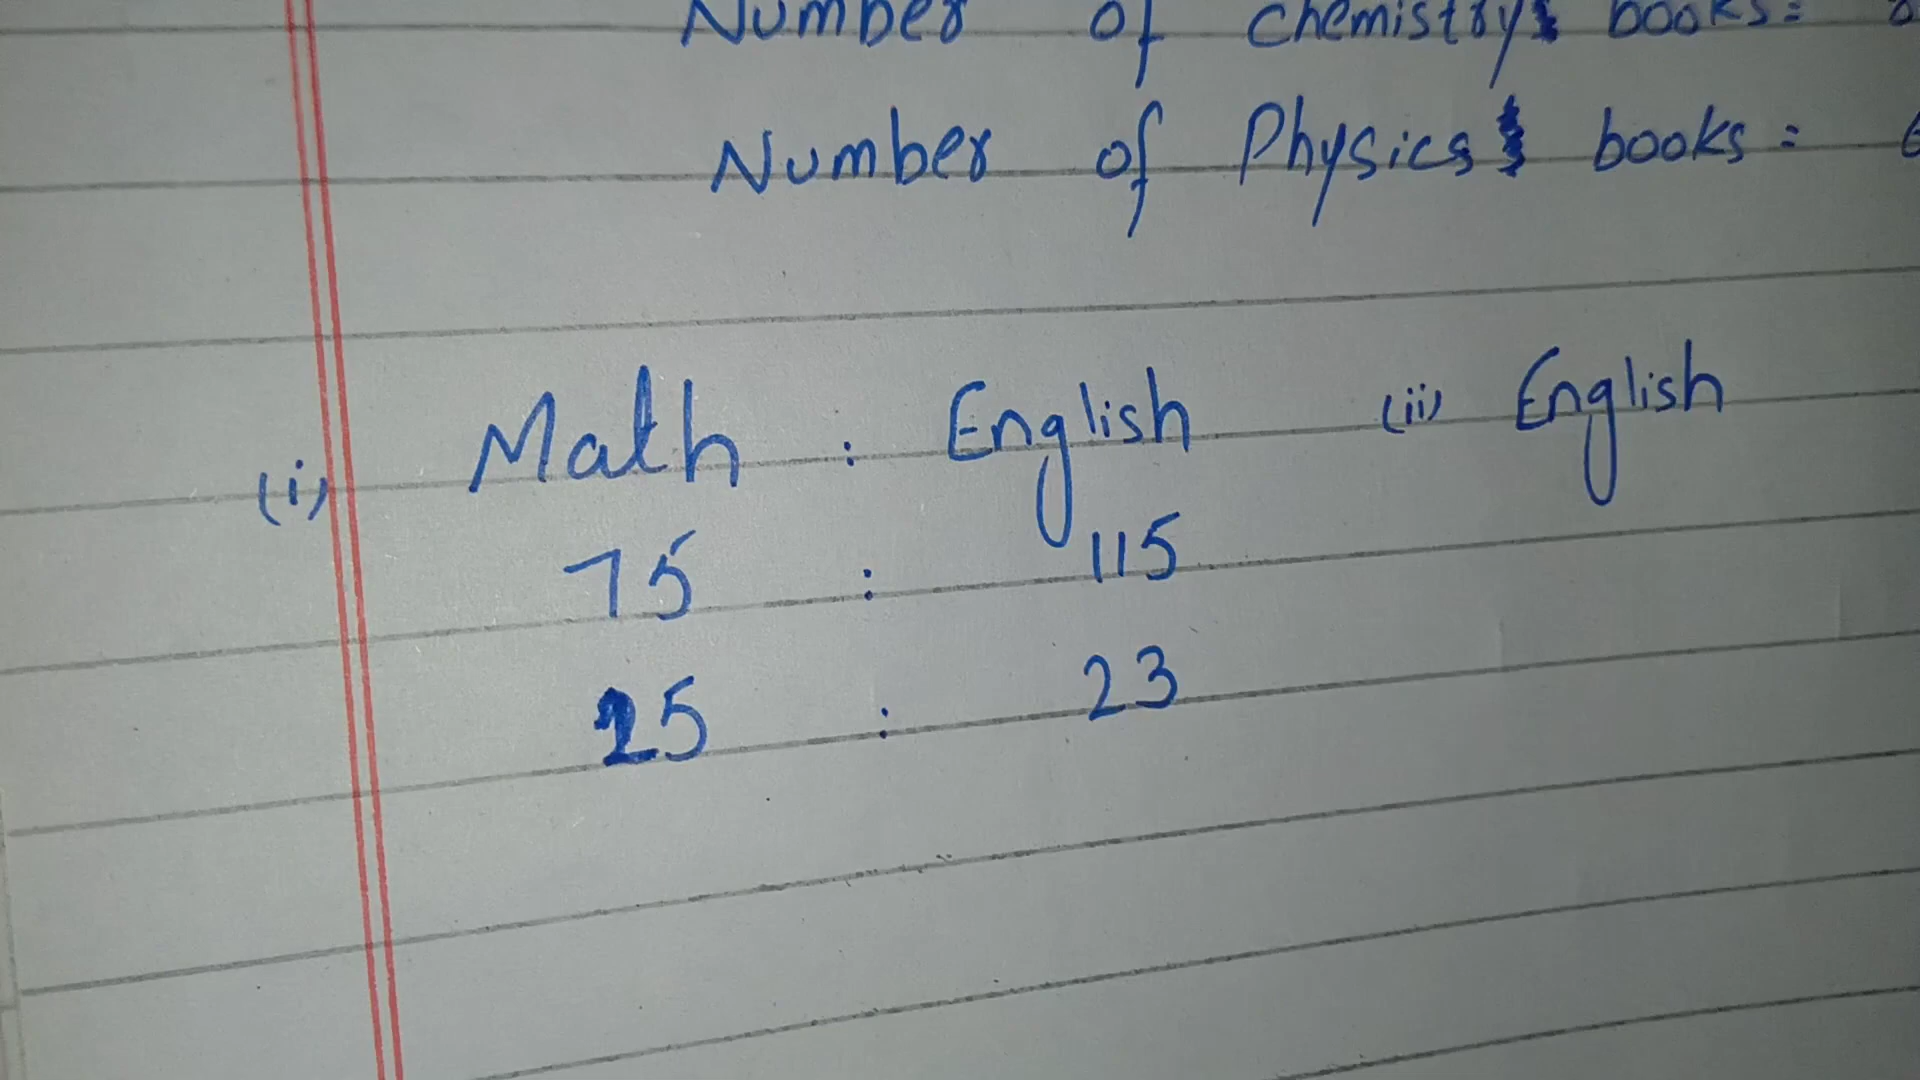 Number of chemistry books:
Number of Physics books:
(i) Math : English (ii) English
75 : 115
25 : 23